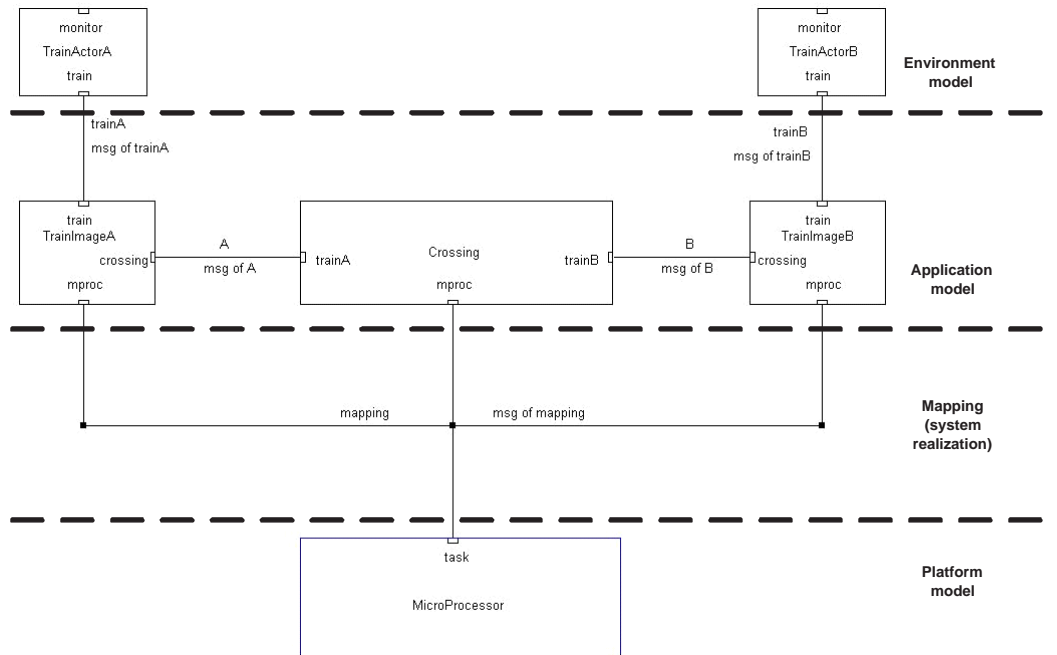 monitor
TrainActorA
train
monitor
TrainActorB
train
Environment
model
trainA
msg of trainA
trainB
msg of trainB
train
TrainImageA
crossing
mproc
A
msg of A
trainA
Crossing
trainB
mproc
B
msg of B
train
TrainImageB
crossing
mproc
Application
model
mapping
msg of mapping
Mapping
(system
realization)
task
MicroProcessor
Platform
model